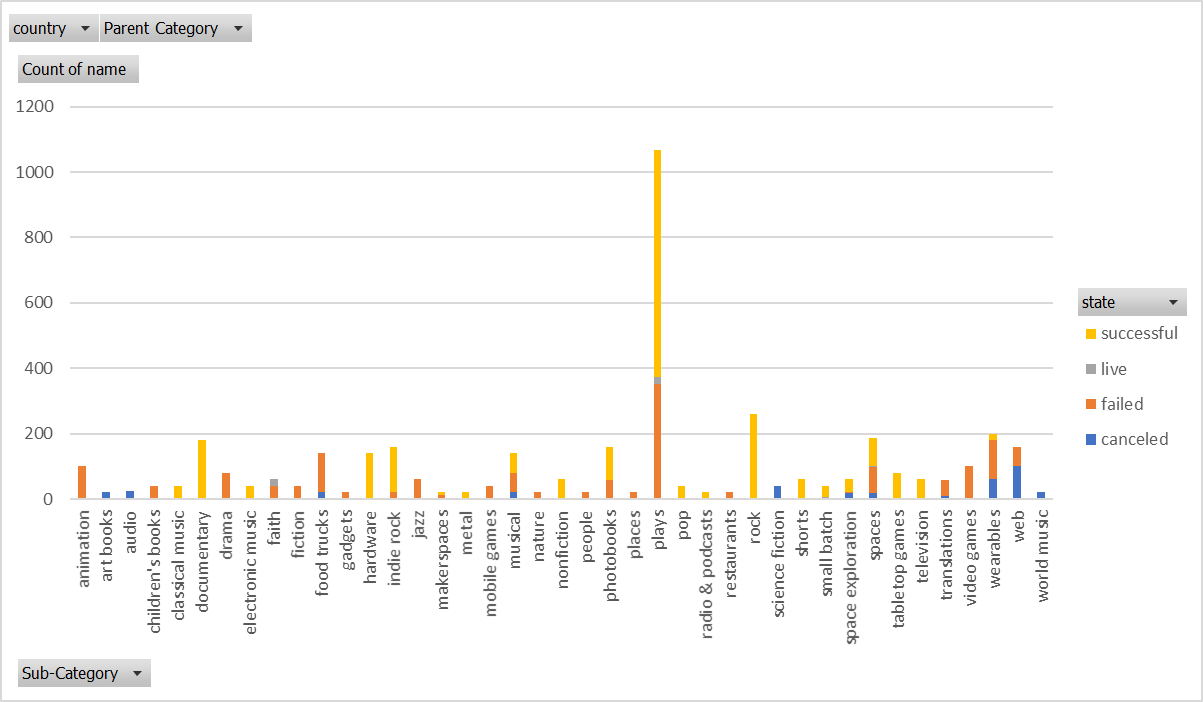 country Parent Category
Count of name
1200
1000
800
600
400
200
0
animation
art books
audio
children's books
classical music
documentary
drama
electronic music
faith
fiction
food trucks
gadgets
hardware
indie rock
jazz
makerspaces
metal
mobile games
musical
nature
nonfiction
people
photobooks
places
plays
pop
radio & podcasts
restaurants
rock
science fiction
shorts
small batch
space exploration
spaces
tabletop games
television
translations
video games
wearables
web
world music
state
successful
live
failed
canceled
Sub-Category